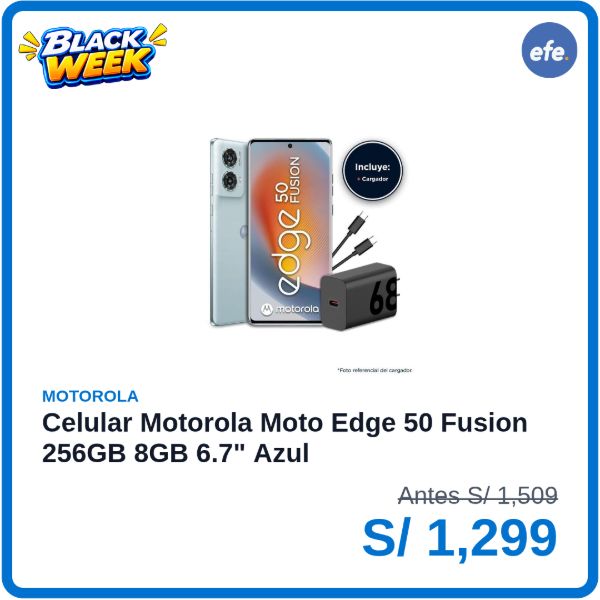 BLACK
WEEK
efe.
Incluye:
+ Cargador
edge 50
FUSION
motorola
68
*Foto referencial del cargador.
MOTOROLA
Celular Motorola Moto Edge 50 Fusion
256GB 8GB 6.7" Azul
Antes S/ 1,509
S/ 1,299